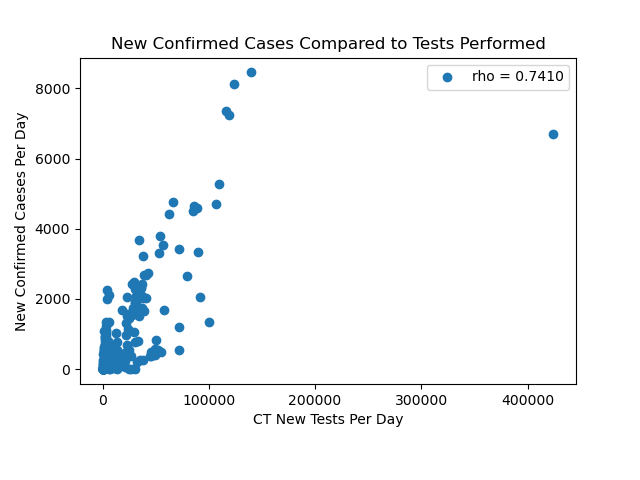 New Confirmed Cases Compared to Tests Performed
rho = 0.7410
New Confirmed Caeses Per Day
8000
6000
4000
2000
0
0 100000 200000 300000 400000
CT New Tests Per Day